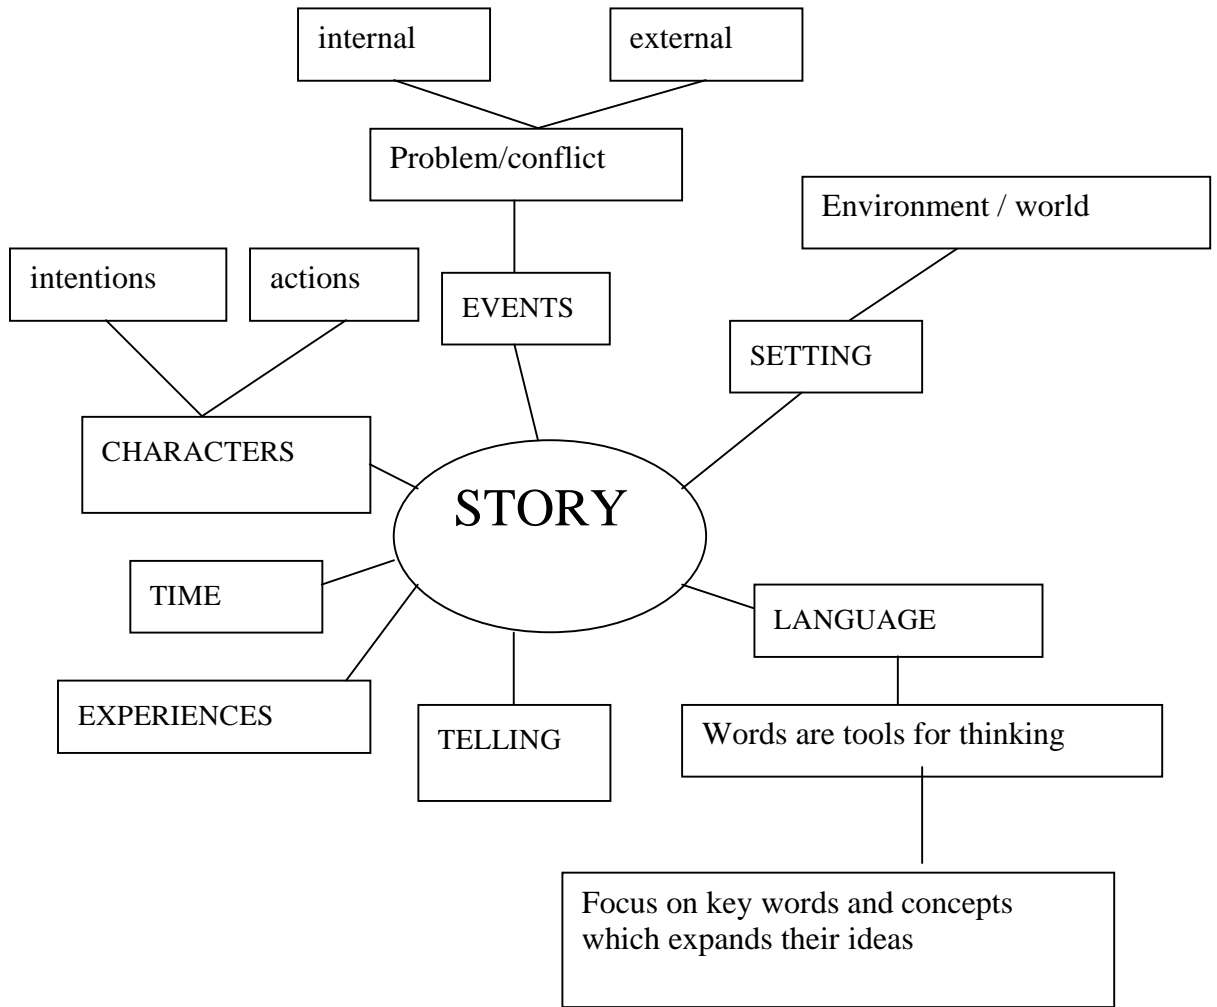 internal
external
Problem/conflict
Environment / world
intentions
actions
EVENTS
SETTING
CHARACTERS
STORY
TIME
LANGUAGE
EXPERIENCES
TELLING
Words are tools for thinking
Focus on key words and concepts
which expands their ideas